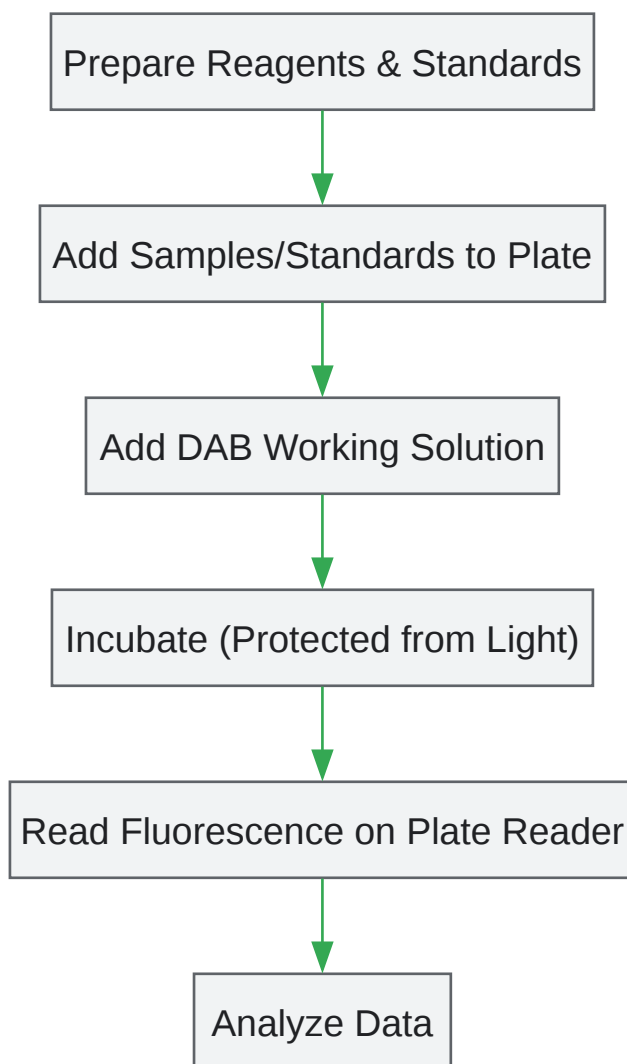 Prepare Reagents & Standards
Add Samples/Standards to Plate
Add DAB Working Solution
Incubate (Protected from Light)
Read Fluorescence on Plate Reader
Analyze Data